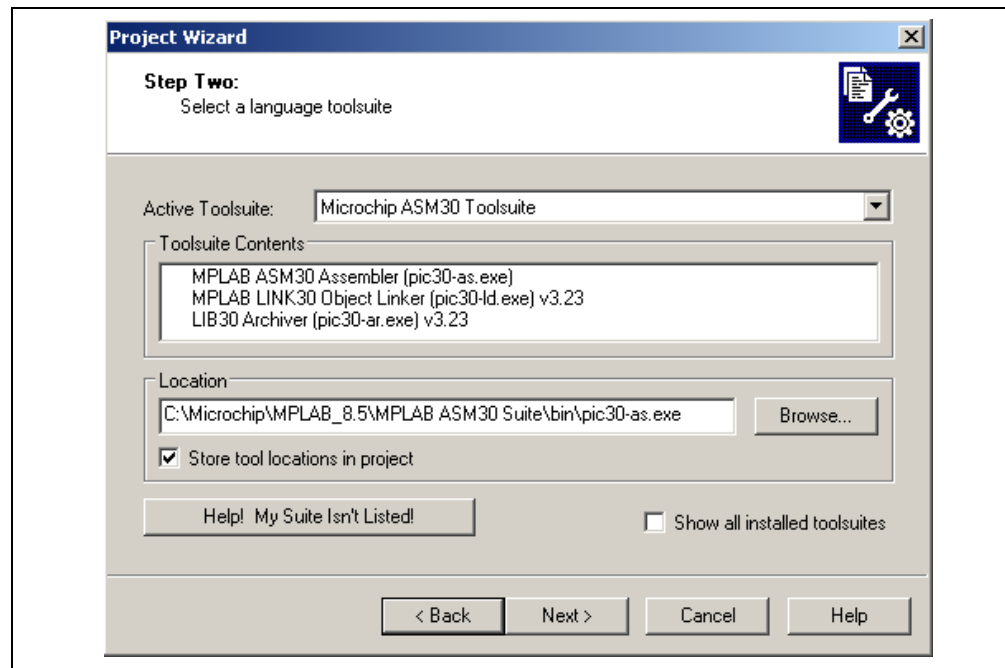 Project Wizard
Step Two:
Select a language toolsuite
Active Toolsuite: Microchip ASM30 Toolsuite
Toolsuite Contents
MPLAB ASM30 Assembler (pic30-as.exe)
MPLAB LINK30 Object Linker (pic30-ld.exe) v3.23
LIB30 Archiver (pic30-ar.exe) v3.23
Location
C:\Microchip\MPLAB_8.5\MPLAB ASM30 Suite\bin\pic30-as.exe Browse...
Store tool locations in project
Help! My Suite Isn't Listed! Show all installed toolsuites
< Back Next > Cancel Help